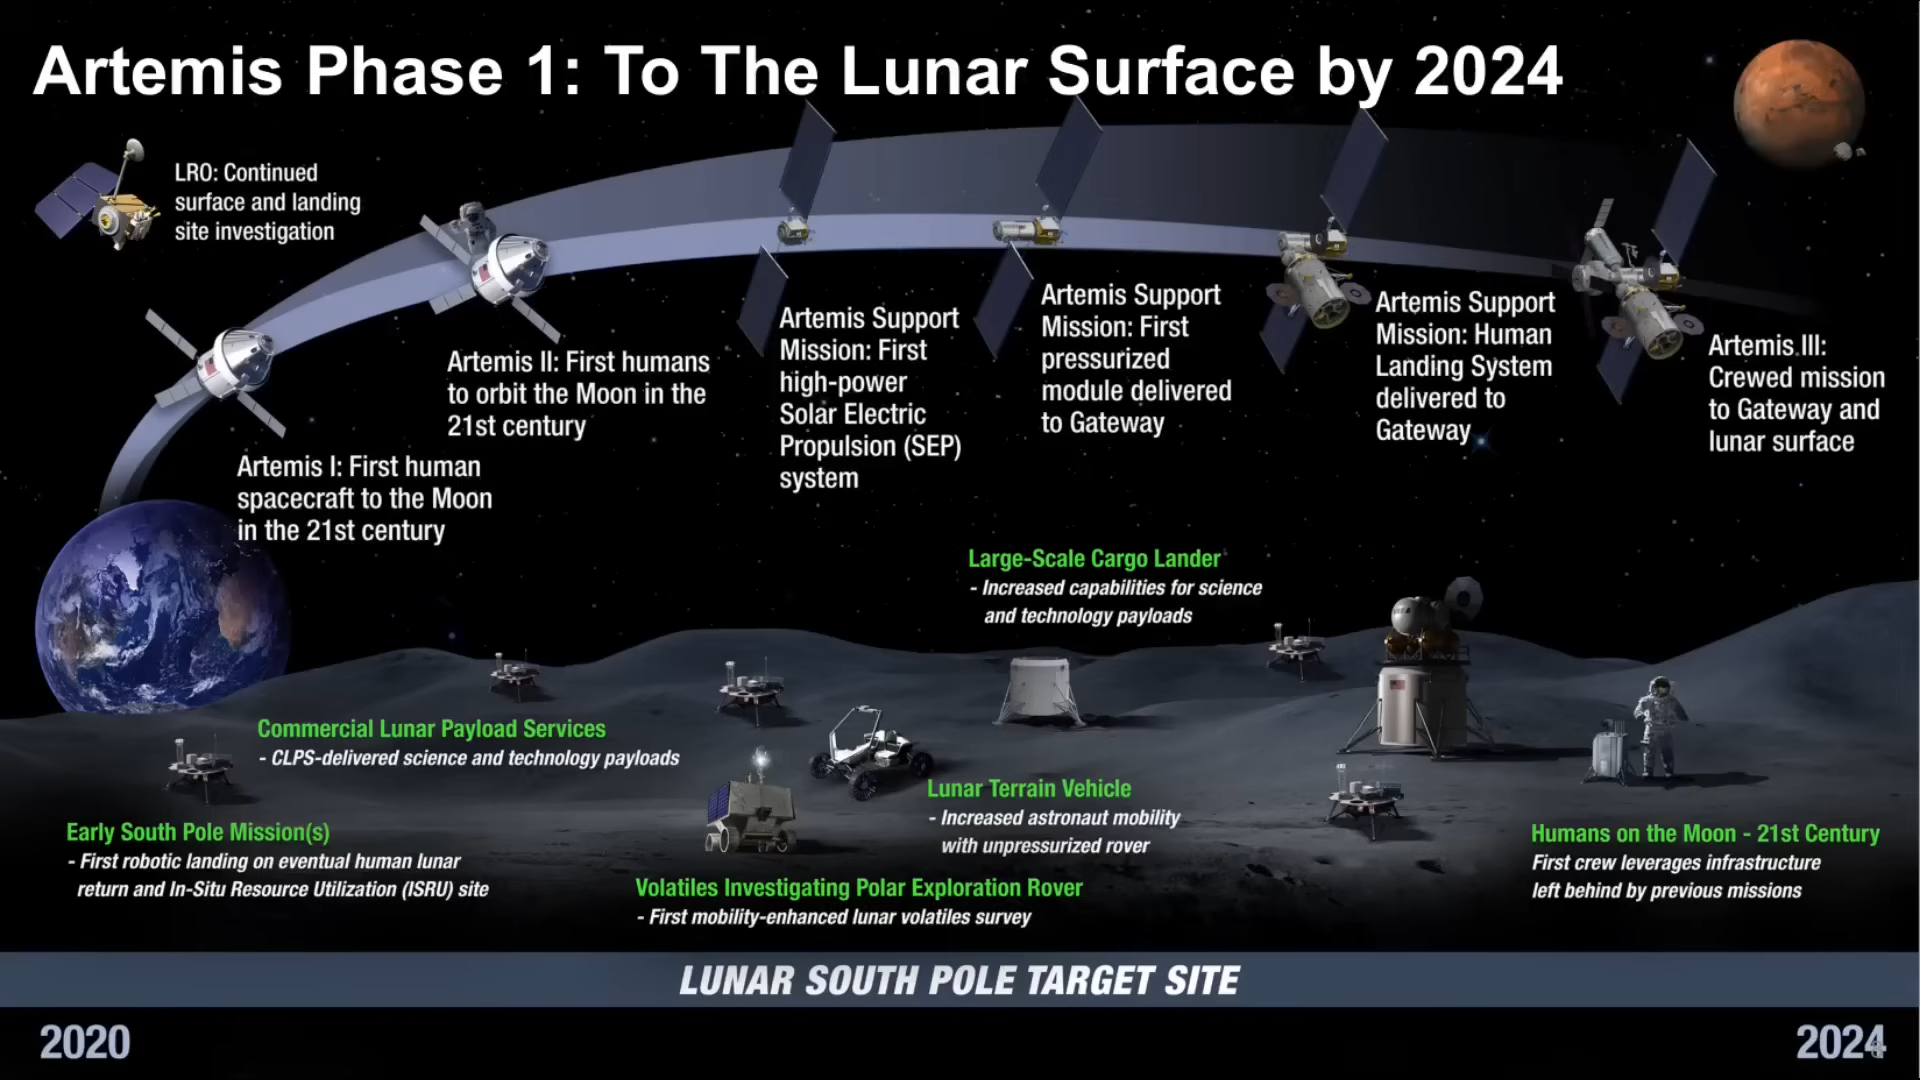 Artemis Phase 1: To The Lunar Surface by 2024
LRO: Continued
surface and landing
site investigation
Artemis I: First human
spacecraft to the Moon
in the 21st century
Artemis II: First humans
to orbit the Moon in the
21st century
Artemis Support
Mission: First
high-power
Solar Electric
Propulsion (SEP)
system
Artemis Support
Mission: First
pressurized
module delivered
to Gateway
Artemis Support
Mission: Human
Landing System
delivered to
Gateway
Artemis III:
Crewed mission
to Gateway and
lunar surface
Large-Scale Cargo Lander
- Increased capabilities for science
and technology payloads
Commercial Lunar Payload Services
- CLPS-delivered science and technology payloads
Lunar Terrain Vehicle
- Increased astronaut mobility
with unpressurized rover
Early South Pole Mission(s)
- First robotic landing on eventual human lunar
return and In-Situ Resource Utilization (ISRU) site
Volatiles Investigating Polar Exploration Rover
- First mobility-enhanced lunar volatiles survey
Humans on the Moon - 21st Century
First crew leverages infrastructure
left behind by previous missions
LUNAR SOUTH POLE TARGET SITE
2020
2024